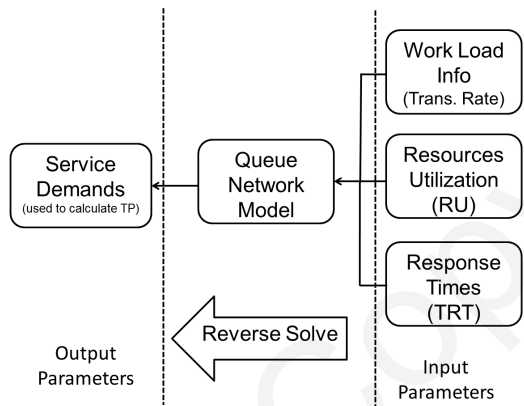 Work Load
Info
(Trans. Rate)
Service
Demands
(used to calculate TP)
Queue
Network
Model
Resources
Utilization
(RU)
Response
Times
(TRT)
Reverse Solve
Output
Parameters
Input
Parameters